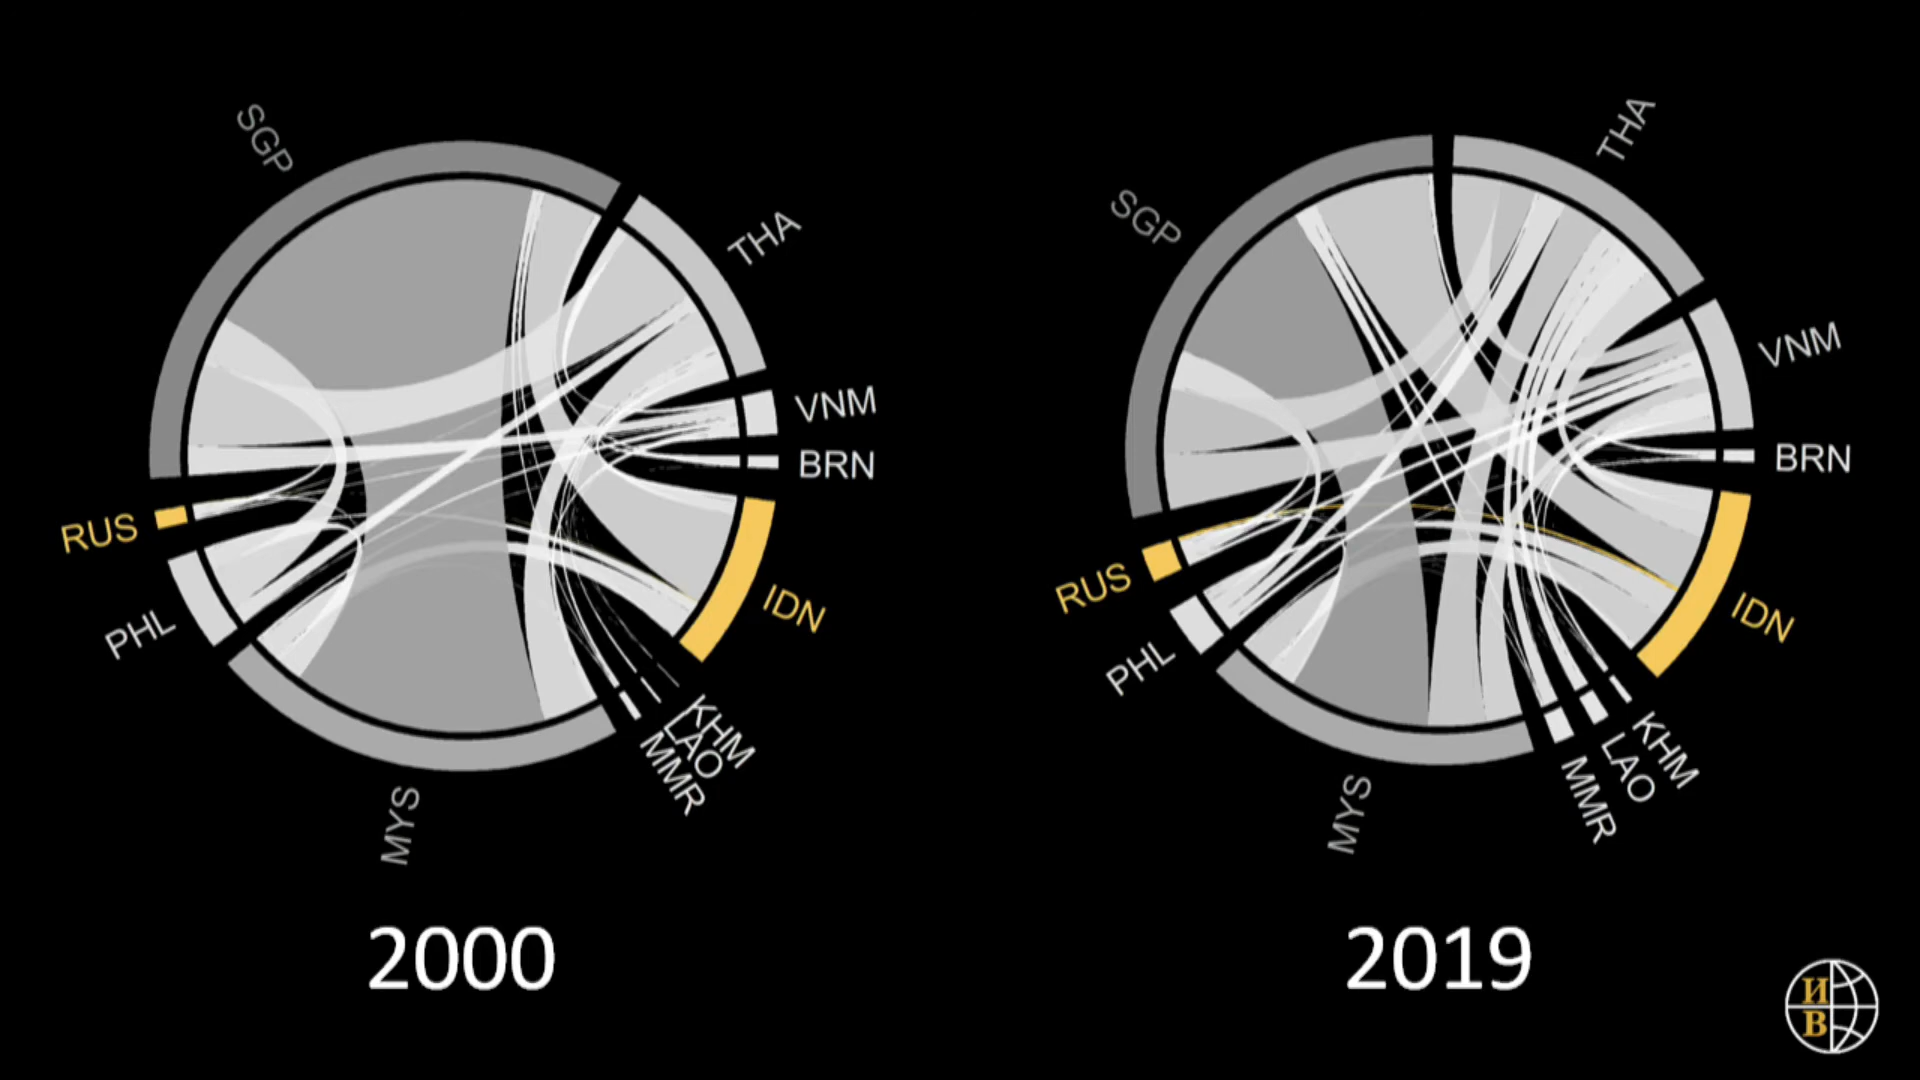 SGP
THA
VNM
BRN
IDN
KHM
LAO
MMR
MYS
PHL
RUS
2000
SGP
THA
VNM
BRN
IDN
KHM
LAO
MMR
MYS
PHL
RUS
2019
И
В